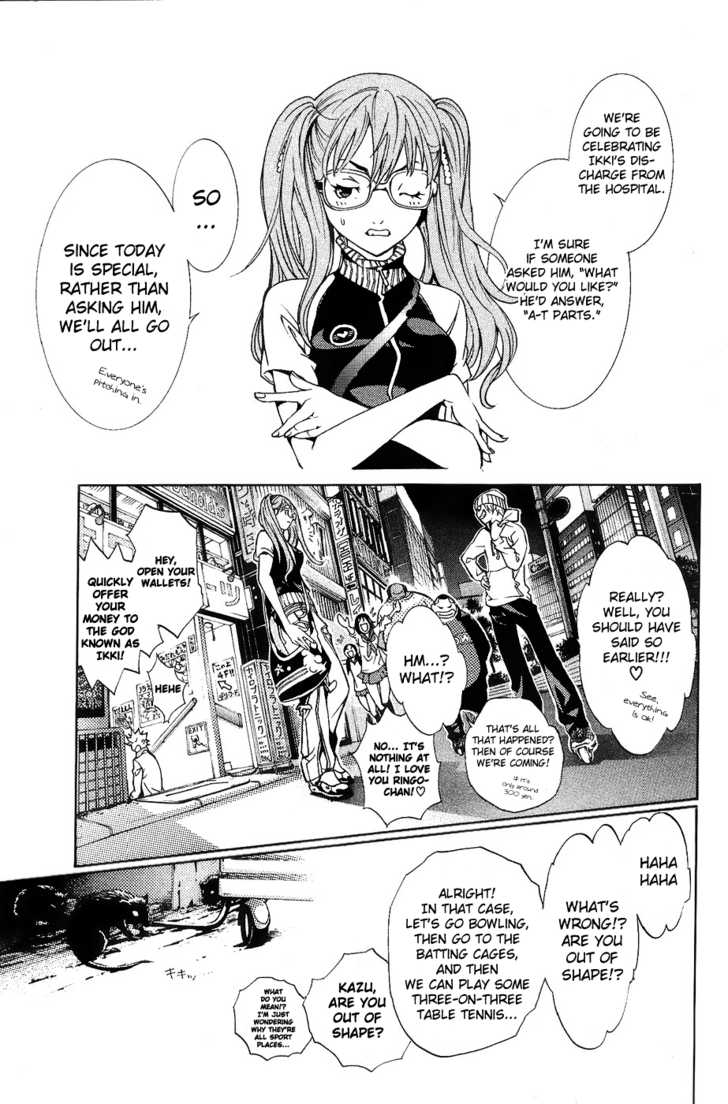 WE'RE
GOING TO BE
CELEBRATING
IKKI'S DIS-
CHARGE FROM
THE HOSPITAL.
I'M SURE
IF SOMEONE
ASKED HIM, "WHAT
WOULD YOU LIKE?"
HE'D ANSWER,
"A-T PARTS."
SO
...
SINCE TODAY
IS SPECIAL,
RATHER THAN
ASKING HIM,
WE'LL ALL GO
OUT...
Everyone's
pitching in.
REALLY?
WELL, YOU
SHOULD HAVE
SAID SO
EARLIER!!!
♡
See,
everything
is ok!
HM...?
WHAT!?
THAT'S ALL
THAT HAPPENED?
THEN OF COURSE
WE'RE COMING!
If it's
only around
300 yen.
NO... IT'S
NOTHING AT
ALL! I LOVE
YOU RINGO-
CHAN!♡
HEY,
OPEN YOUR
WALLETS!
QUICKLY
OFFER
YOUR
MONEY TO
THE GOD
KNOWN AS
IKKI!
HEHE
EXIT
HAHA
HAHA
WHAT'S
WRONG!?
ARE YOU
OUT OF
SHAPE!?
ALRIGHT!
IN THAT CASE,
LET'S GO BOWLING,
THEN GO TO THE
BATTING CAGES,
AND THEN
WE CAN PLAY SOME
THREE-ON-THREE
TABLE TENNIS...
KAZU,
ARE YOU
OUT OF
SHAPE?
WHAT
DO YOU
MEAN!?
I'M JUST
WONDERING
WHY THEY'RE
ALL SPORT
PLACES...
キキッ